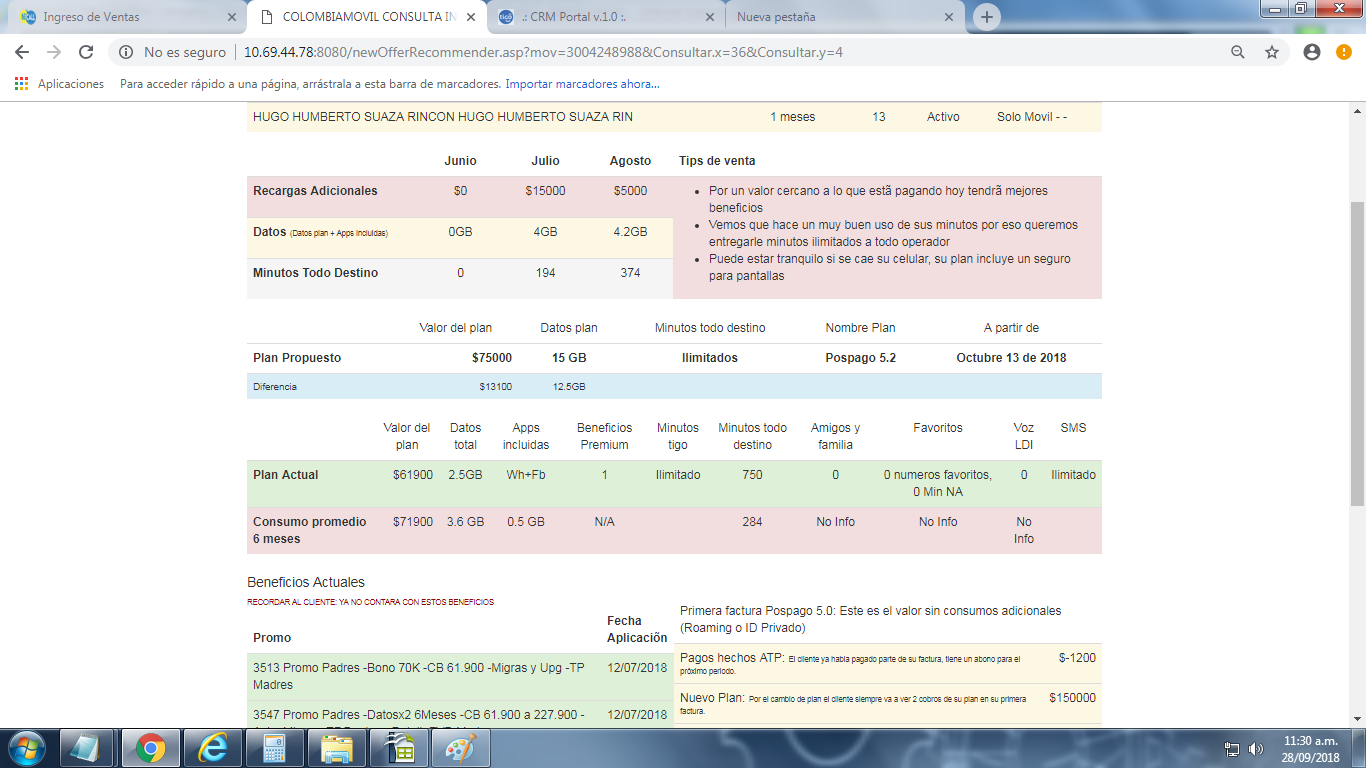 Ingreso de Ventas
COLOMBIAMOVIL CONSULTA IN
.: CRM Portal v.1.0 :.
Nueva pestaña
No es seguro | 10.69.44.78:8080/newOfferRecommender.asp?mov=3004248988&Consultar.x=36&Consultar.y=4
Aplicaciones Para acceder rápido a una página, arrástrala a esta barra de marcadores. Importar marcadores ahora...
HUGO HUMBERTO SUAZA RINCON HUGO HUMBERTO SUAZA RIN 1 meses 13 Activo Solo Movil - -
Junio Julio Agosto Tips de venta
Recargas Adicionales $0 $15000 $5000
Datos (Datos plan + Apps Incluidas) 0GB 4GB 4.2GB
Minutos Todo Destino 0 194 374
• Por un valor cercano a lo que estã pagando hoy tendrã mejores
beneficios
• Vemos que hace un muy buen uso de sus minutos por eso queremos
entregarle minutos ilimitados a todo operador
• Puede estar tranquilo si se cae su celular, su plan incluye un seguro
para pantallas
Valor del plan Datos plan Minutos todo destino Nombre Plan A partir de
Plan Propuesto $75000 15 GB Ilimitados Pospago 5.2 Octubre 13 de 2018
Diferencia $13100 12.5GB
Valor del Datos Apps Beneficios Minutos Minutos todo Amigos y Favoritos Voz SMS
plan total incluidas Premium tigo destino familia LDI
Plan Actual $61900 2.5GB Wh+Fb 1 Ilimitado 750 0 0 numeros favoritos, 0 Ilimitado
0 Min NA
Consumo promedio $71900 3.6 GB 0.5 GB N/A 284 No Info No Info No
6 meses Info
Beneficios Actuales
RECORDAR AL CLIENTE: YA NO CONTARA CON ESTOS BENEFICIOS
Promo Fecha
Aplicaciõn
3513 Promo Padres -Bono 70K -CB 61.900 -Migras y Upg -TP 12/07/2018
Madres
3547 Promo Padres -Datosx2 6Meses -CB 61.900 a 227.900 - 12/07/2018
Primera factura Pospago 5.0: Este es el valor sin consumos adicionales
(Roaming o ID Privado)
Pagos hechos ATP: El cliente ya habla pagado parte de su factura, tiene un abono para el $-1200
próximo periodo.
Nuevo Plan: Por el cambio de plan el cliente siempre va a ver 2 cobros de su plan en su primera $150000
factura.
11:30 a.m.
28/09/2018